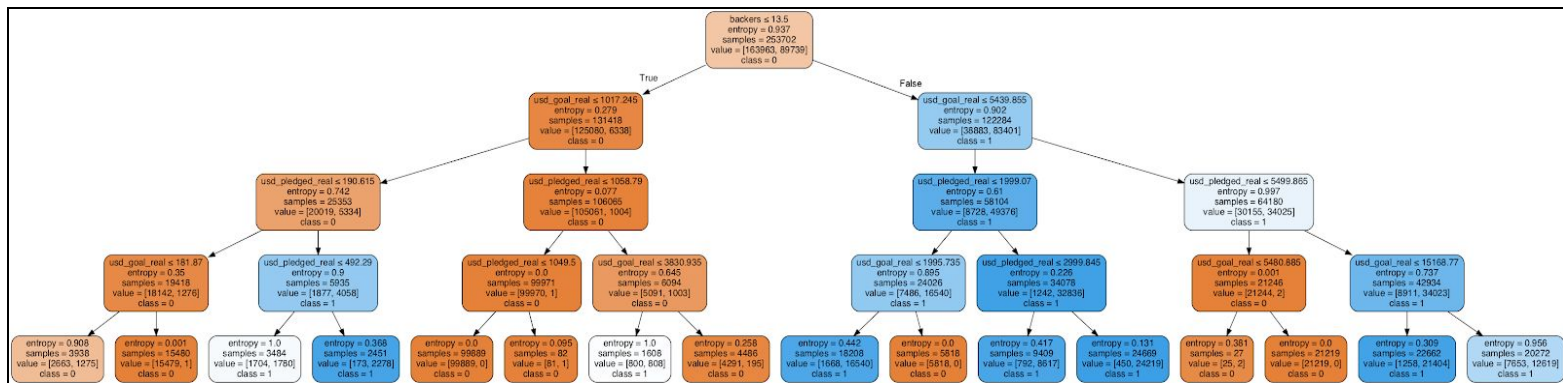 backers ≤ 13.5
entropy = 0.937
samples = 253702
value = [163963, 89739]
class = 0
True
False
usd_goal_real ≤ 1017.245
entropy = 0.279
samples = 131418
value = [125080, 6338]
class = 0
usd_goal_real ≤ 5439.855
entropy = 0.902
samples = 122284
value = [38883, 83401]
class = 1
usd_pledged_real ≤ 190.615
entropy = 0.742
samples = 25353
value = [20019, 5334]
class = 0
usd_pledged_real ≤ 1058.79
entropy = 0.077
samples = 106065
value = [105061, 1004]
class = 0
usd_pledged_real ≤ 1999.07
entropy = 0.61
samples = 58104
value = [8728, 49376]
class = 1
usd_pledged_real ≤ 5499.865
entropy = 0.997
samples = 64180
value = [30155, 34025]
class = 1
usd_goal_real ≤ 181.87
entropy = 0.35
samples = 19418
value = [18142, 1276]
class = 0
usd_pledged_real ≤ 492.29
entropy = 0.9
samples = 5935
value = [1877, 4058]
class = 1
usd_pledged_real ≤ 1049.5
entropy = 0.0
samples = 99971
value = [99970, 1]
class = 0
usd_goal_real ≤ 3830.935
entropy = 0.645
samples = 6094
value = [5091, 1003]
class = 0
usd_goal_real ≤ 1995.735
entropy = 0.895
samples = 24026
value = [7486, 16540]
class = 1
usd_pledged_real ≤ 2999.845
entropy = 0.226
samples = 34078
value = [1242, 32836]
class = 1
usd_goal_real ≤ 5480.885
entropy = 0.001
samples = 21246
value = [21244, 2]
class = 0
usd_goal_real ≤ 15168.77
entropy = 0.737
samples = 42934
value = [8911, 34023]
class = 1
entropy = 0.908
samples = 3938
value = [2663, 1275]
class = 0
entropy = 0.001
samples = 15480
value = [15479, 1]
class = 0
entropy = 1.0
samples = 3484
value = [1704, 1780]
class = 1
entropy = 0.368
samples = 2451
value = [173, 2278]
class = 1
entropy = 0.0
samples = 99889
value = [99889, 0]
class = 0
entropy = 0.095
samples = 82
value = [81, 1]
class = 0
entropy = 1.0
samples = 1608
value = [800, 808]
class = 1
entropy = 0.258
samples = 4486
value = [4291, 195]
class = 0
entropy = 0.442
samples = 18208
value = [1668, 16540]
class = 1
entropy = 0.0
samples = 5818
value = [5818, 0]
class = 0
entropy = 0.417
samples = 9409
value = [792, 8617]
class = 1
entropy = 0.131
samples = 24669
value = [450, 24219]
class = 1
entropy = 0.381
samples = 27
value = [25, 2]
class = 0
entropy = 0.0
samples = 21219
value = [21219, 0]
class = 0
entropy = 0.309
samples = 22662
value = [1258, 21404]
class = 1
entropy = 0.956
samples = 20272
value = [7653, 12619]
class = 1